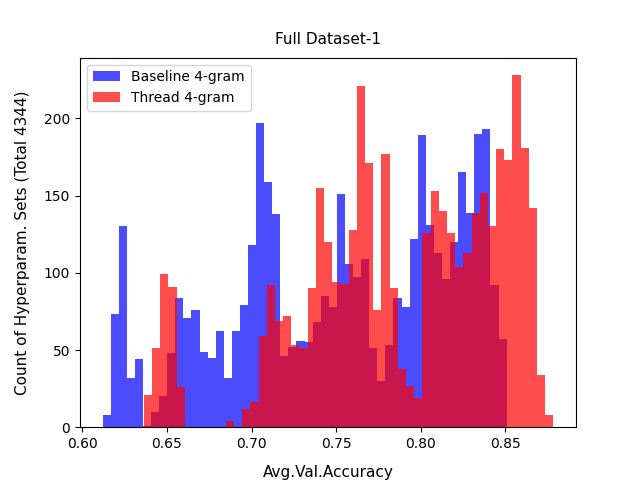 Full Dataset-1
Baseline 4-gram
Thread 4-gram
Count of Hyperparam. Sets (Total 4344)
200
150
100
50
0
0.60 0.65 0.70 0.75 0.80 0.85
Avg.Val.Accuracy